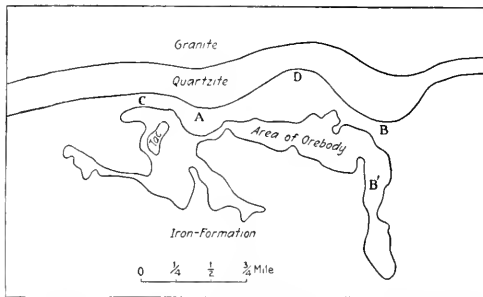 Granite
Quartzite
D
C
A
B
Area of Orebody
Talc
B'
Iron-Formation
0 1/4 1/2 3/4 Mile